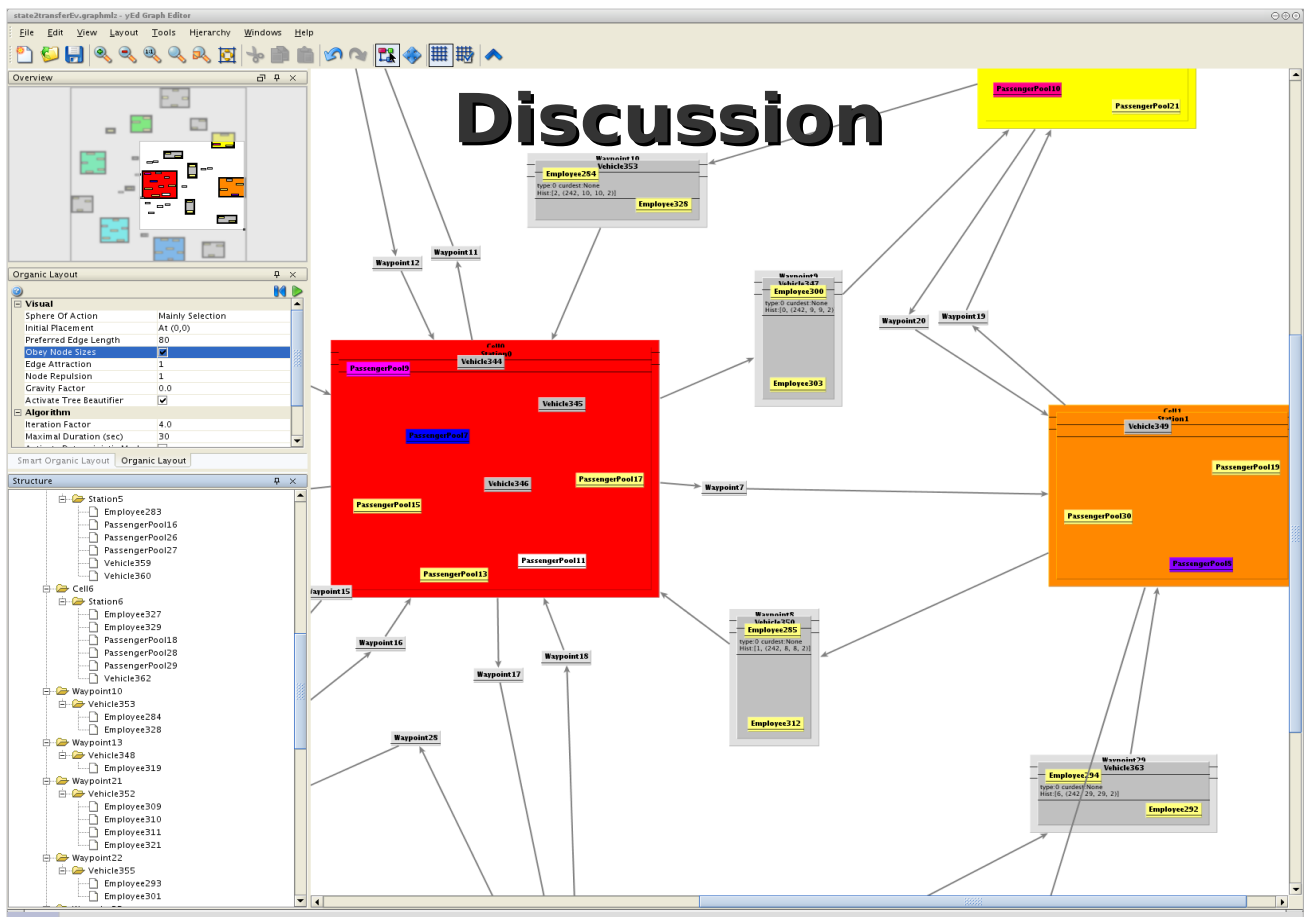 state2transferEv.graphmlz - yEd Graph Editor
File Edit View Layout Tools Hierarchy Windows Help
Overview
Organic Layout
Visual
Sphere Of Action Mainly Selection
Initial Placement At (0,0)
Preferred Edge Length 80
Obey Node Sizes
Edge Attraction 1
Node Repulsion 1
Gravity Factor 0.0
Activate Tree Beautifier
Algorithm
Iteration Factor 4.0
Maximal Duration (sec) 30
Smart Organic Layout Organic Layout
Structure
Station5
Employee283
PassengerPool16
PassengerPool26
PassengerPool27
Vehicle359
Vehicle360
Cell6
Station6
Employee327
Employee329
PassengerPool18
PassengerPool28
PassengerPool29
Vehicle362
Waypoint10
Vehicle353
Employee284
Employee328
Waypoint13
Vehicle348
Employee319
Waypoint21
Vehicle352
Employee309
Employee310
Employee311
Employee321
Waypoint22
Vehicle355
Employee293
Employee301
Discussion
PassengerPool10
PassengerPool21
Waypoint10
Vehicle353
Employee284
type:0 curdest:None
Hist:[2, (242, 10, 10, 2)]
Employee328
Waypoint12
Waypoint11
Waypoint9
Vehicle347
Employee300
type:0 curdest:None
Hist:[0, (242, 9, 9, 2)
Employee303
Waypoint20
Waypoint19
Cell0
Station0
Vehicle344
PassengerPool9
Vehicle345
PassengerPool7
Vehicle346
PassengerPool17
PassengerPool15
PassengerPool11
PassengerPool13
Waypoint7
Cell1
Station1
Vehicle349
PassengerPool19
PassengerPool30
PassengerPool8
Waypoint15
Waypoint16
Waypoint17
Waypoint18
Waypoint28
Waypoint8
Vehicle350
Employee285
type:0 curdest:None
Hist:[1, (242, 8, 8, 2)]
Employee312
Waypoint29
Vehicle363
Employee294
type:0 curdest:None
Hist:[6, (242, 29, 29, 2)]
Employee292